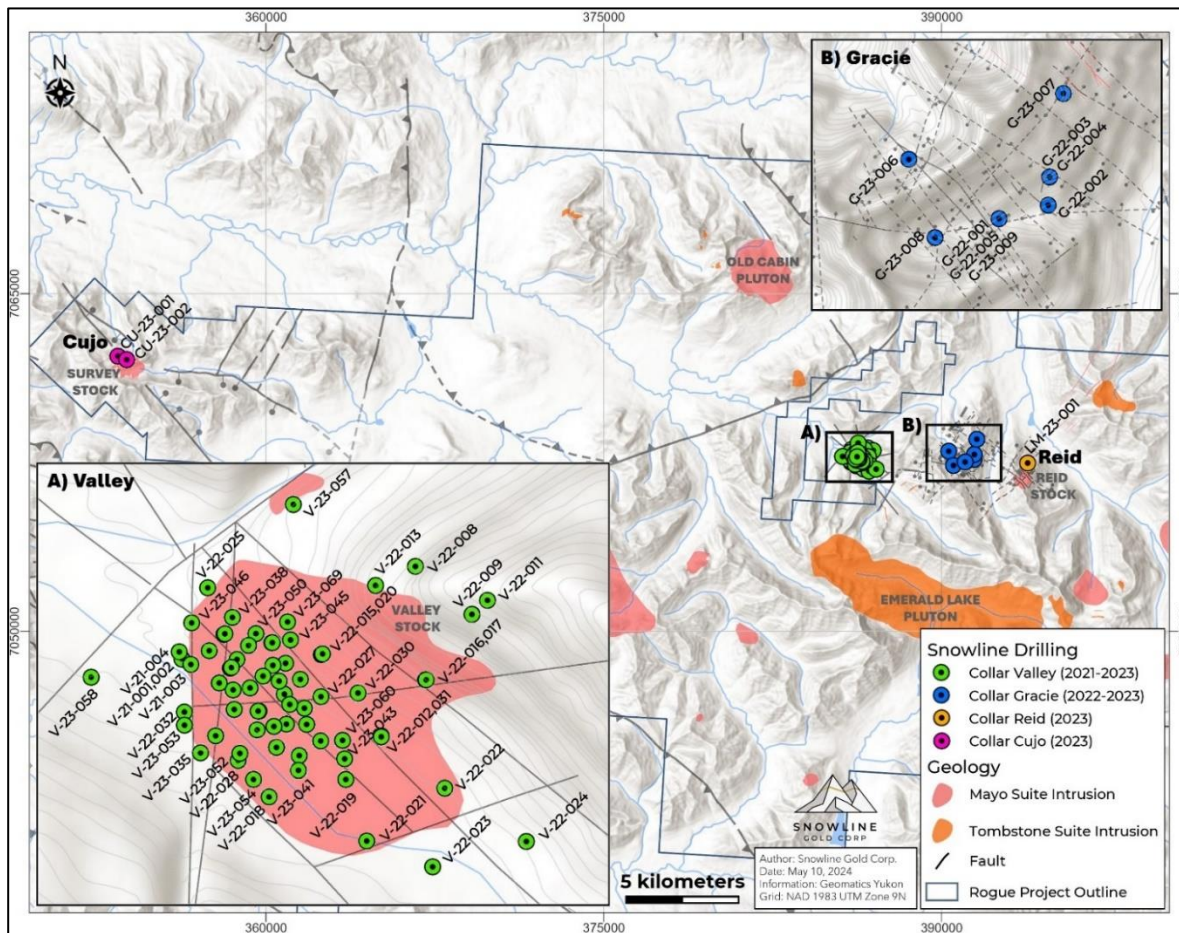 360000
375000
390000
N
B) Gracie
G-23-007
G-22-003
G-22-004
G-23-006
G-22-002
G-22-001
G-22-005
G-23-009
G-23-008
OLD CABIN
PLUTON
7065000
7065000
CU-23-001
CU-23-002
Cujo
SURVEY
STOCK
A)
B)
LM-23-001
Reid
REID
STOCK
A) Valley
V-23-057
V-22-025
V-23-046
V-23-038
V-23-050
V-23-069
V-23-045
V-22-013
V-22-008
V-22-009
V-22-011
VALLEY
STOCK
V-22-015,020
V-22-027
V-22-030
V-22-016,017
V-21-004
V-21-001,002
V-21-003
V-23-058
V-22-032
V-23-053
V-23-035
V-23-052
V-22-028
V-23-054
V-22-018
V-23-041
V-22-019
V-23-060
V-23-043
V-22-012,031
V-22-021
V-22-022
V-22-023
V-22-024
7050000
7050000
EMERALD LAKE
PLUTON
Snowline Drilling
Collar Valley (2021-2023)
Collar Gracie (2022-2023)
Collar Reid (2023)
Collar Cujo (2023)
Geology
Mayo Suite Intrusion
Tombstone Suite Intrusion
Fault
Rogue Project Outline
SNOWLINE
GOLD CORP
5 kilometers
Author: Snowline Gold Corp.
Date: May 10, 2024
Information: Geomatics Yukon
Grid: NAD 1983 UTM Zone 9N
360000
375000
390000